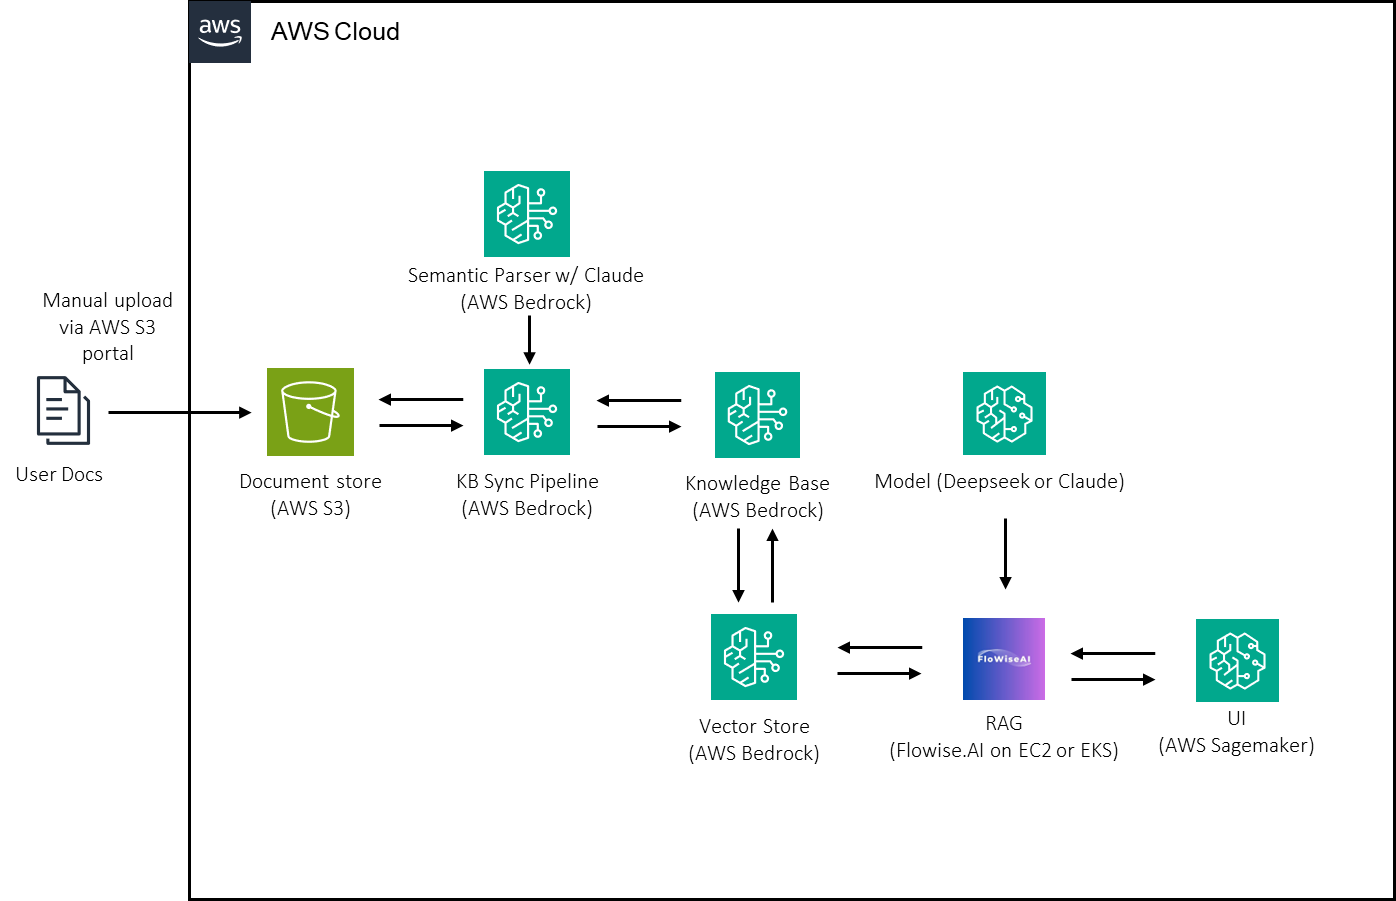 aws
AWS Cloud
Semantic Parser w/ Claude
(AWS Bedrock)
Manual upload
via AWS S3
portal
User Docs
Document store
(AWS S3)
KB Sync Pipeline
(AWS Bedrock)
Knowledge Base
(AWS Bedrock)
Model (Deepseek or Claude)
Vector Store
(AWS Bedrock)
FloWiseAI
RAG
(Flowise.AI on EC2 or EKS)
UI
(AWS Sagemaker)